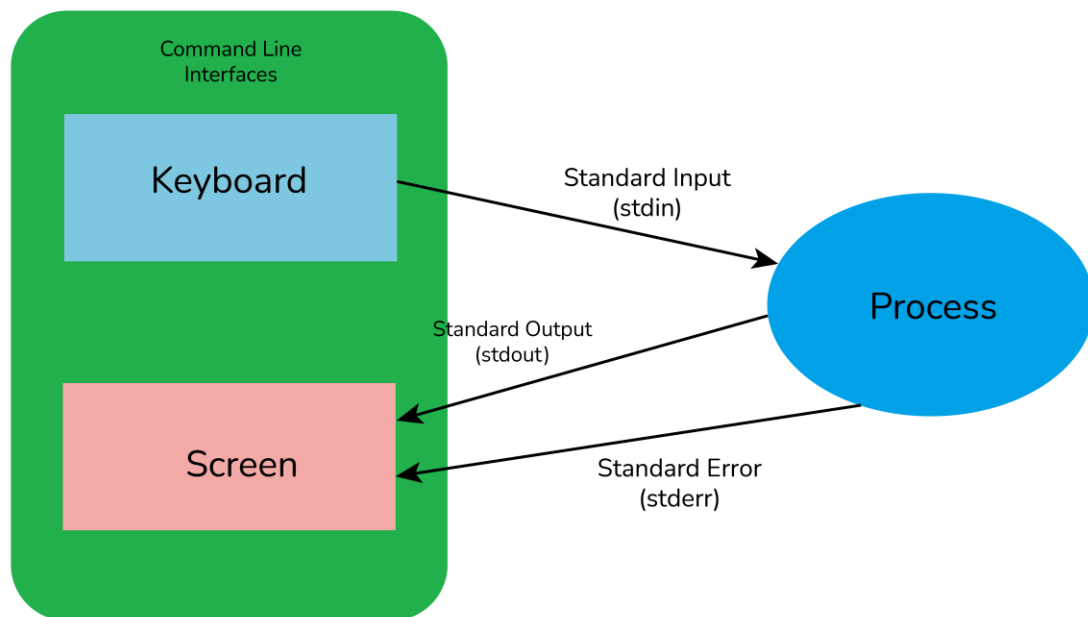 Command Line
Interfaces
Keyboard
Standard Input
(stdin)
Process
Standard Output
(stdout)
Screen
Standard Error
(stderr)